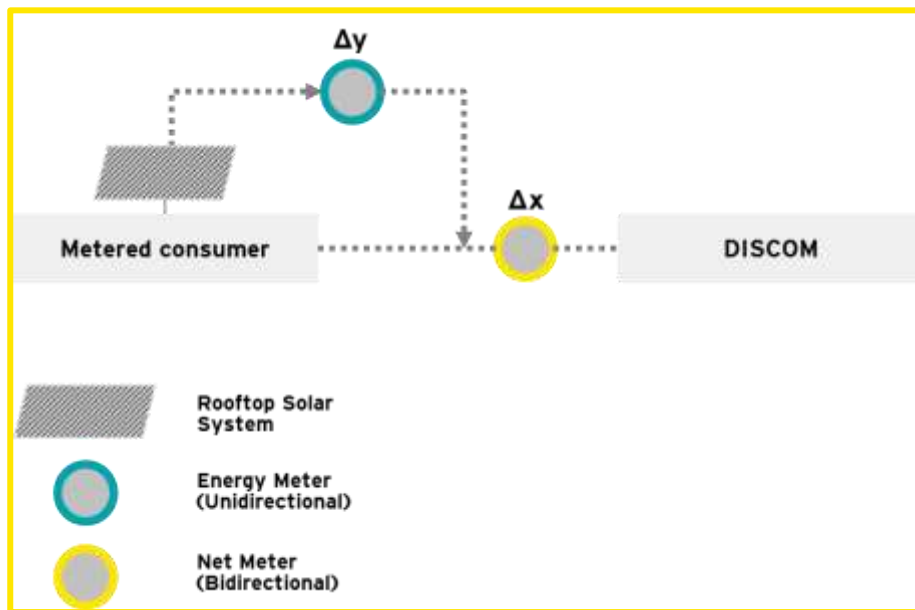 Δy
Δx
Metered consumer
DISCOM
Rooftop Solar
System
Energy Meter
(Unidirectional)
Net Meter
(Bidirectional)